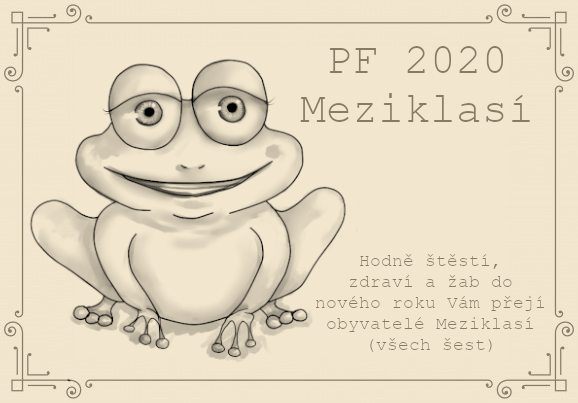 PF 2020
Meziklasí
Hodně štěstí,
zdraví a žab do
nového roku Vám přejí
obyvatelé Meziklasí
(všech šest)